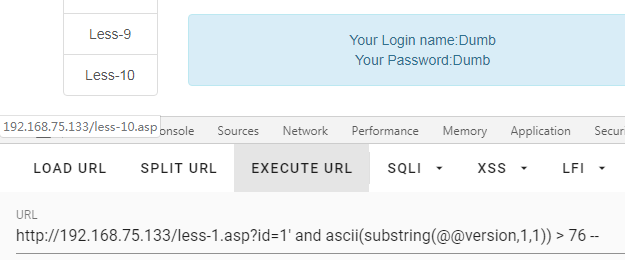 Less-9
Less-10
Your Login name:Dumb
Your Password:Dumb
192.168.75.133/less-10.asp
onsole Sources Network Performance Memory Application Securi
LOAD URL SPLIT URL EXECUTE URL SQLI XSS LFI
URL
http://192.168.75.133/less-1.asp?id=1' and ascii(substring(@@version,1,1)) > 76 --